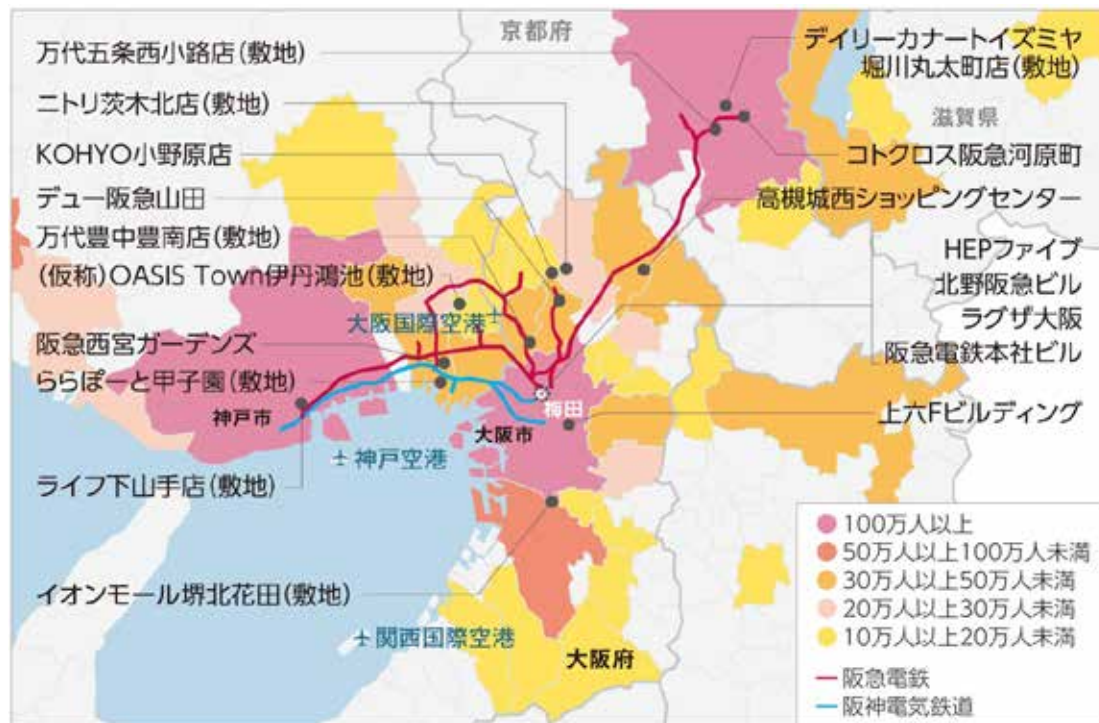 京都府
万代五条西小路店(敷地)
ニトリ茨木北店(敷地)
KOHYO小野原店
デュー阪急山田
万代豊中豊南店(敷地)
(仮称)OASIS Town伊丹鴻池(敷地)
大阪国際空港
阪急西宮ガーデンズ
ららぽーと甲子園(敷地)
神戸市
大阪市
梅田
神戸空港
ライフ下山手店(敷地)
イオンモール堺北花田(敷地)
関西国際空港
大阪府
デイリーカナートイズミヤ
堀川丸太町店(敷地)
滋賀県
コトクロス阪急河原町
高槻城西ショッピングセンター
HEPファイブ
北野阪急ビル
ラグザ大阪
阪急電鉄本社ビル
上六Fビルディング
100万人以上
50万人以上100万人未満
30万人以上50万人未満
20万人以上30万人未満
10万人以上20万人未満
阪急電鉄
阪神電気鉄道